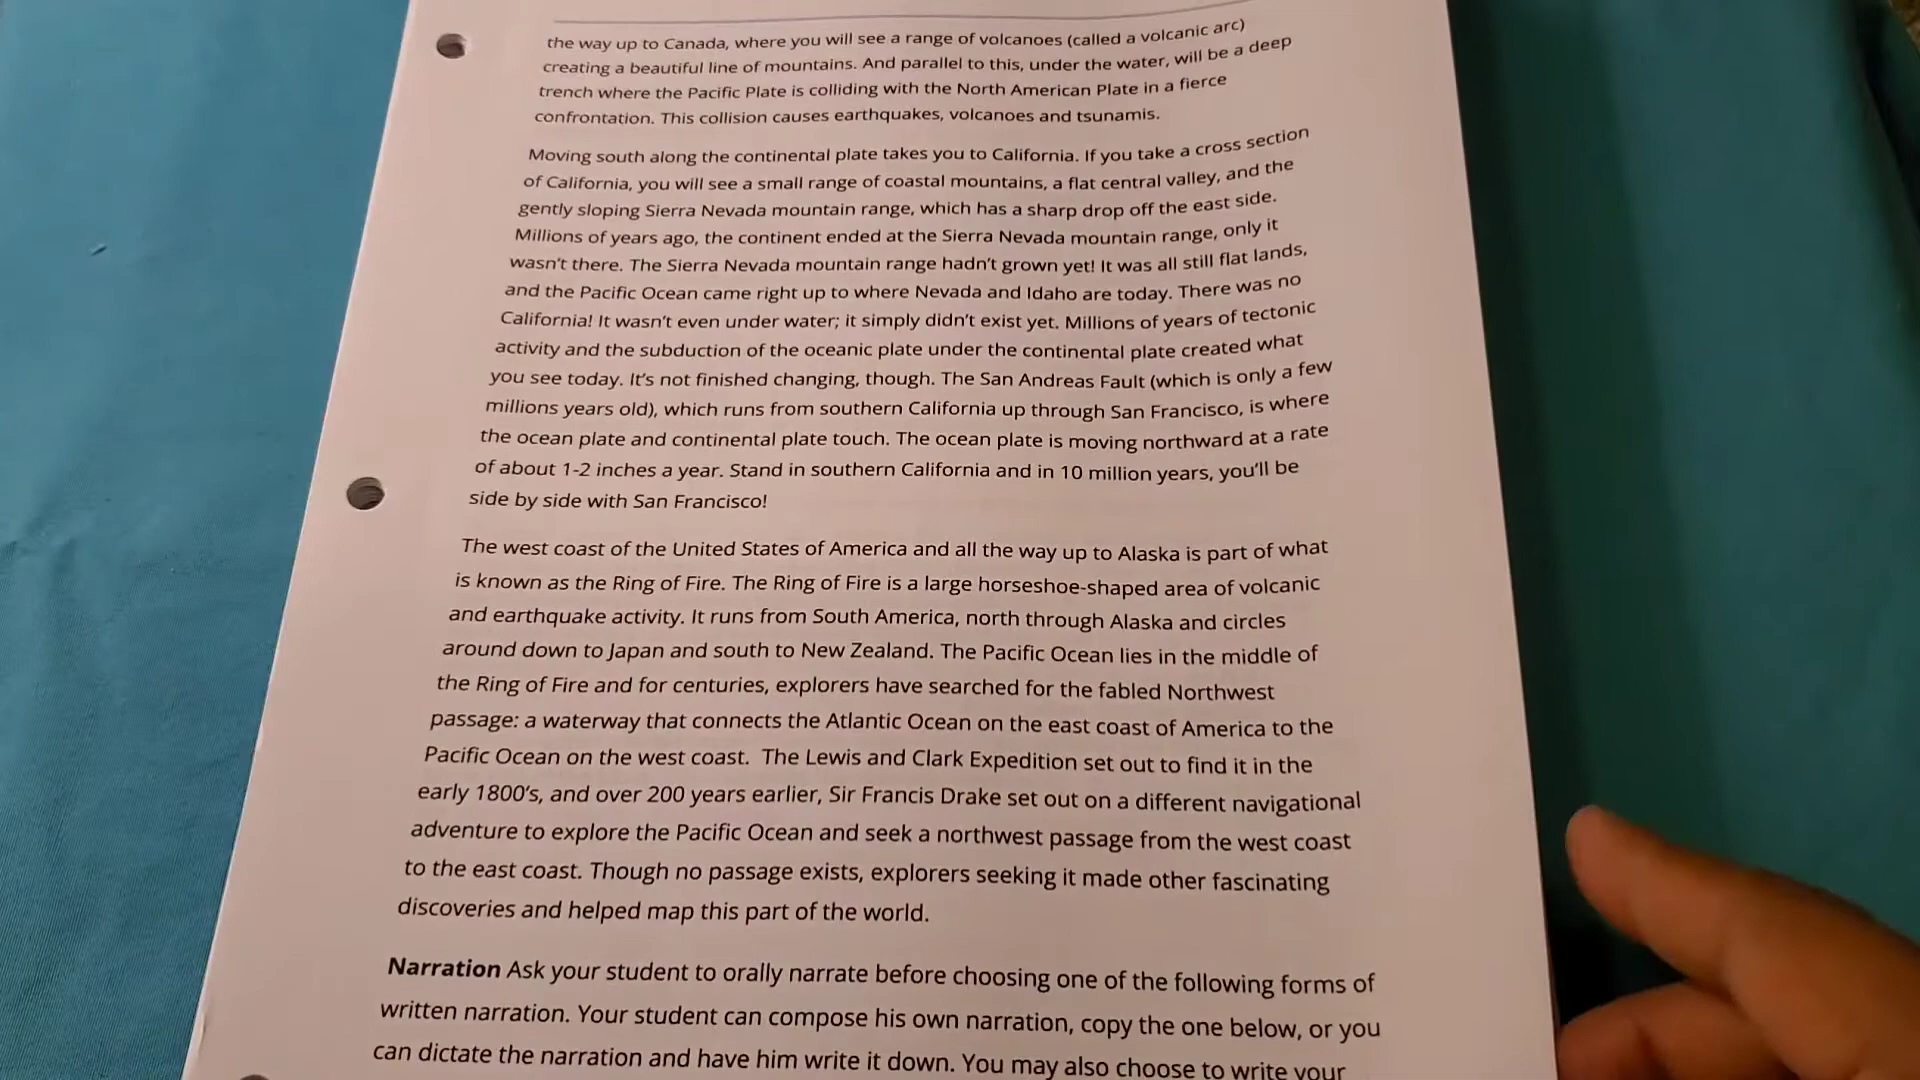 the way up to Canada, where you will see a range of volcanoes (called a volcanic arc)
creating a beautiful line of mountains. And parallel to this, under the water, will be a deep
trench where the Pacific Plate is colliding with the North American Plate in a fierce
confrontation. This collision causes earthquakes, volcanoes and tsunamis.
Moving south along the continental plate takes you to California. If you take a cross section
of California, you will see a small range of coastal mountains, a flat central valley, and the
gently sloping Sierra Nevada mountain range, which has a sharp drop off the east side.
Millions of years ago, the continent ended at the Sierra Nevada mountain range, only it
wasn't there. The Sierra Nevada mountain range hadn't grown yet! It was all still flat lands,
and the Pacific Ocean came right up to where Nevada and Idaho are today. There was no
California! It wasn't even under water; it simply didn't exist yet. Millions of years of tectonic
activity and the subduction of the oceanic plate under the continental plate created what
you see today. It's not finished changing, though. The San Andreas Fault (which is only a few
millions years old), which runs from southern California up through San Francisco, is where
the ocean plate and continental plate touch. The ocean plate is moving northward at a rate
of about 1-2 inches a year. Stand in southern California and in 10 million years, you'll be
side by side with San Francisco!
The west coast of the United States of America and all the way up to Alaska is part of what
is known as the Ring of Fire. The Ring of Fire is a large horseshoe-shaped area of volcanic
and earthquake activity. It runs from South America, north through Alaska and circles
around down to Japan and south to New Zealand. The Pacific Ocean lies in the middle of
the Ring of Fire and for centuries, explorers have searched for the fabled Northwest
passage: a waterway that connects the Atlantic Ocean on the east coast of America to the
Pacific Ocean on the west coast. The Lewis and Clark Expedition set out to find it in the
early 1800's, and over 200 years earlier, Sir Francis Drake set out on a different navigational
adventure to explore the Pacific Ocean and seek a northwest passage from the west coast
to the east coast. Though no passage exists, explorers seeking it made other fascinating
discoveries and helped map this part of the world.
Narration Ask your student to orally narrate before choosing one of the following forms of
written narration. Your student can compose his own narration, copy the one below, or you
can dictate the narration and have him write it down. You may also choose to write your